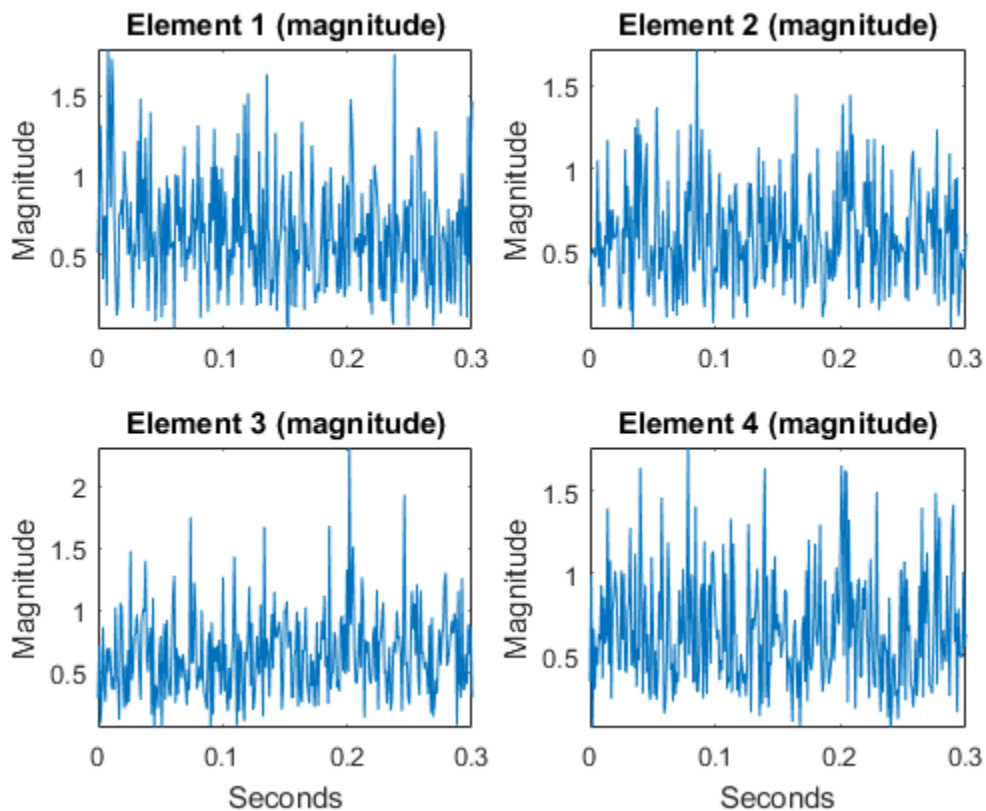 Element 1 (magnitude)
Magnitude
1.5
1
0.5
0 0.1 0.2 0.3
Element 2 (magnitude)
Magnitude
1.5
1
0.5
0 0.1 0.2 0.3
Element 3 (magnitude)
Magnitude
2
1.5
1
0.5
0 0.1 0.2 0.3
Seconds
Element 4 (magnitude)
Magnitude
1.5
1
0.5
0 0.1 0.2 0.3
Seconds